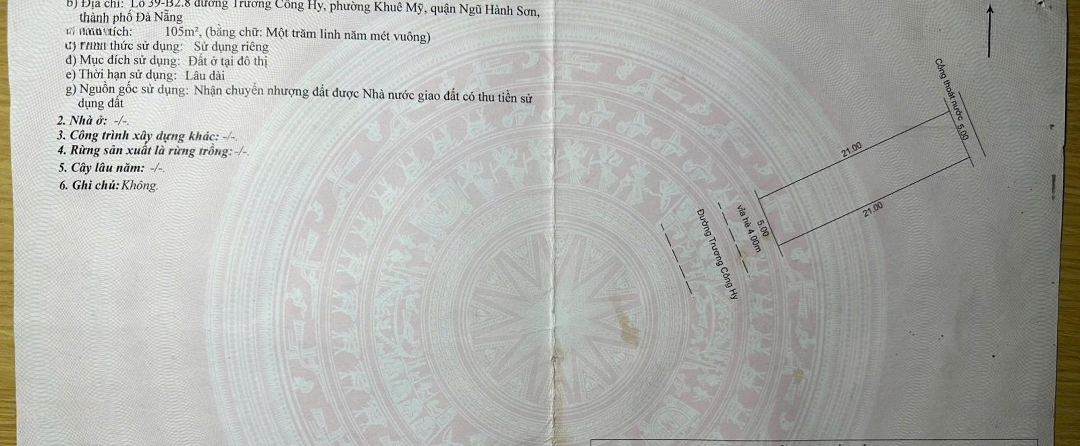 b) Địa chỉ: Lô 39-B2.8 đường Trương Công Hy, phường Khuê Mỹ, quận Ngũ Hành Sơn,
thành phố Đà Nẵng
tích: 105m², (bằng chữ: Một trăm linh năm mét vuông)
thức sử dụng: Sử dụng riêng
đ) Mục đích sử dụng: Đất ở tại đô thị
e) Thời hạn sử dụng: Lâu dài
g) Nguồn gốc sử dụng: Nhận chuyển nhượng đất được Nhà nước giao đất có thu tiền sử
dụng đất
2. Nhà ở: -/-.
3. Công trình xây dựng khác: -/-.
4. Rừng sản xuất là rừng trồng: -/-.
5. Cây lâu năm: -/-.
6. Ghi chú: Không.
Cống thoát nước
5.00
21.00
21.00
5.00
vỉa hè 4.00m
Đường Trương Công Hy